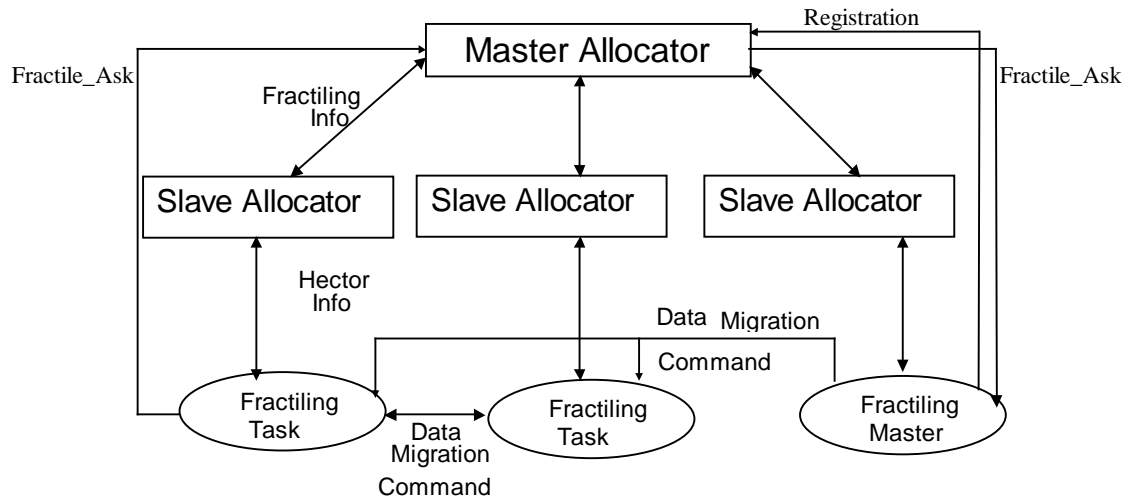 Registration
Master Allocator
Fractile_Ask
Fractile_Ask
Fractiling
Info
Slave Allocator
Slave Allocator
Slave Allocator
Hector
Info
Data Migration
Command
Fractiling
Task
Fractiling
Task
Fractiling
Master
Data
Migration
Command